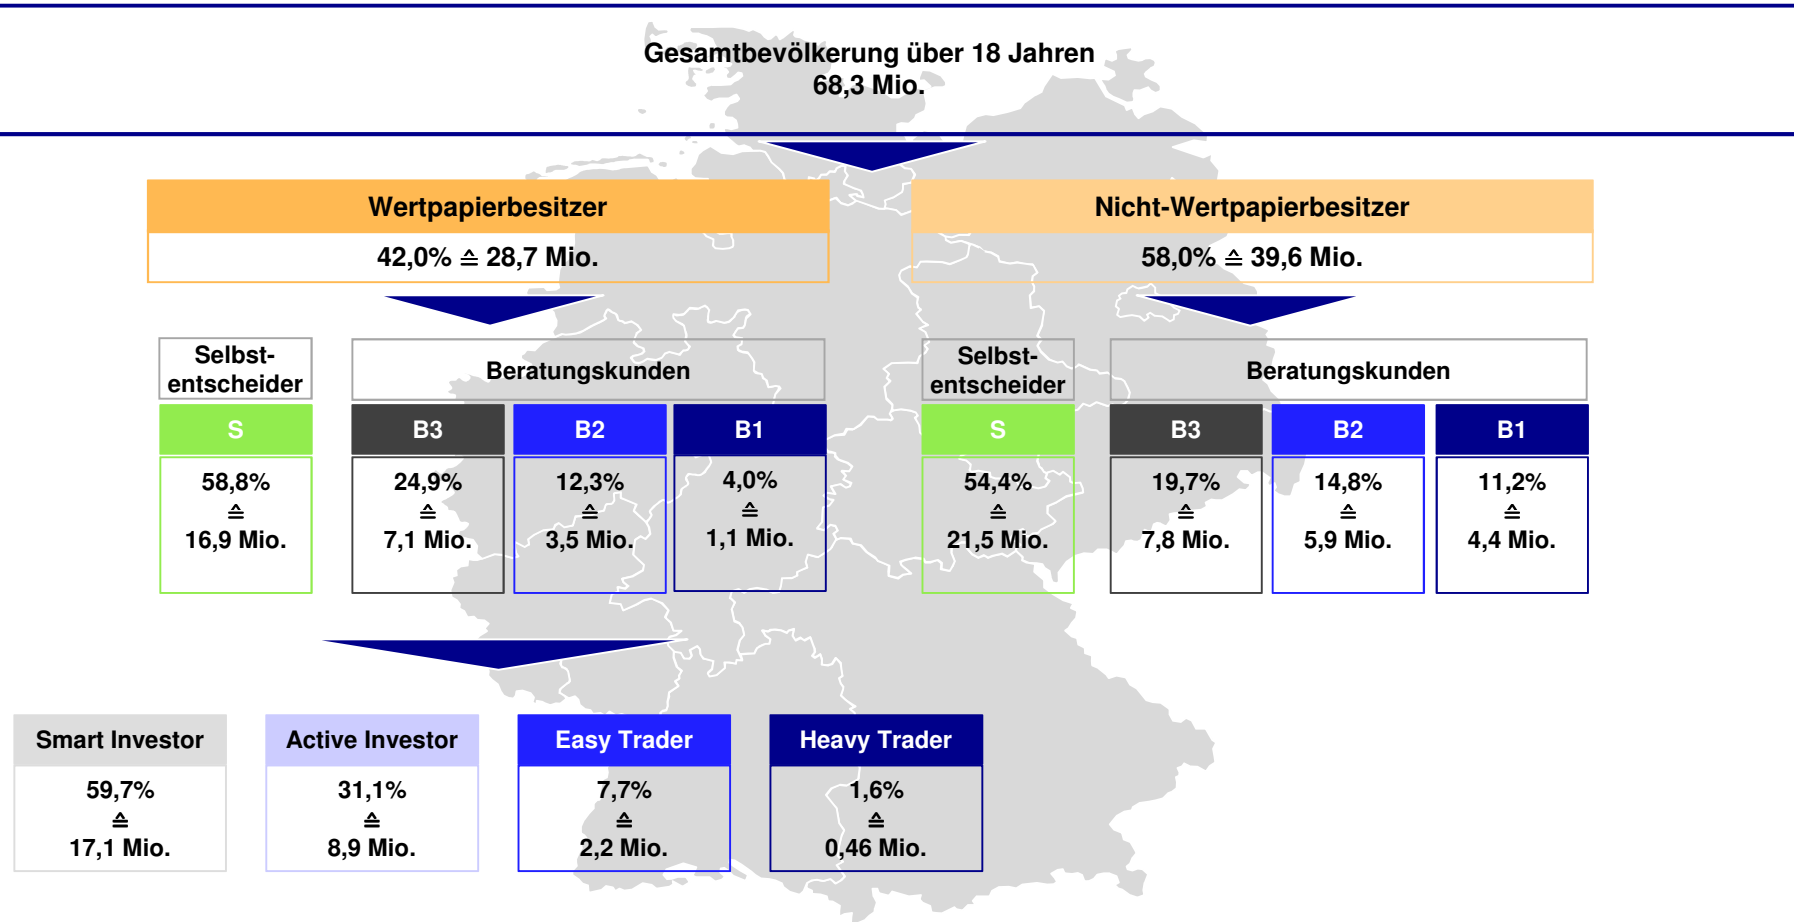 Gesamtbevölkerung über 18 Jahren
68,3 Mio.
Wertpapierbesitzer
42,0% ≙ 28,7 Mio.
Nicht-Wertpapierbesitzer
58,0% ≙ 39,6 Mio.
Selbst-
entscheider
Beratungskunden
S
B3
B2
B1
58,8%
≙
16,9 Mio.
24,9%
≙
7,1 Mio.
12,3%
≙
3,5 Mio.
4,0%
≙
1,1 Mio.
Selbst-
entscheider
Beratungskunden
S
B3
B2
B1
54,4%
≙
21,5 Mio.
19,7%
≙
7,8 Mio.
14,8%
≙
5,9 Mio.
11,2%
≙
4,4 Mio.
Smart Investor
59,7%
≙
17,1 Mio.
Active Investor
31,1%
≙
8,9 Mio.
Easy Trader
7,7%
≙
2,2 Mio.
Heavy Trader
1,6%
≙
0,46 Mio.